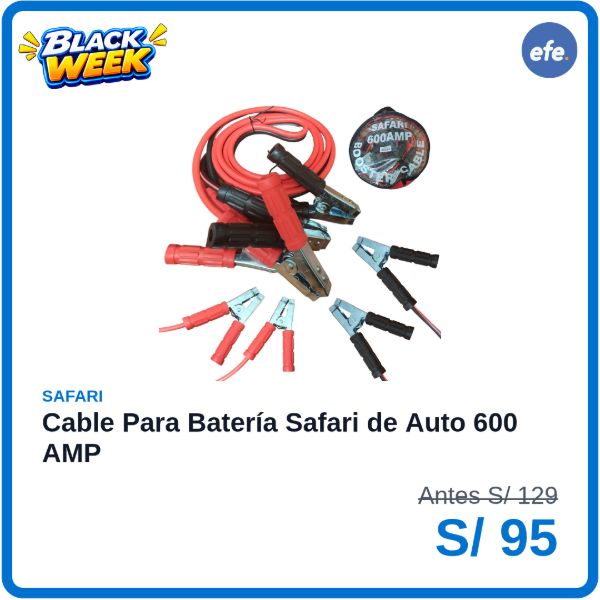 BLACK
WEEK
efe.
SAFARI
600AMP
BOOSTER CABLE
SAFARI
Cable Para Batería Safari de Auto 600
AMP
Antes S/ 129
S/ 95